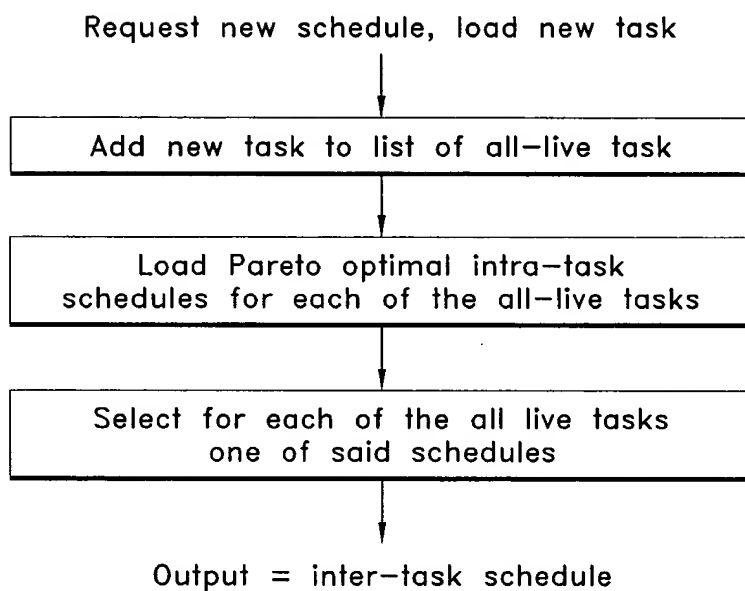 Request new schedule, load new task
Add new task to list of all-live task
Load Pareto optimal intra-task
schedules for each of the all-live tasks
Select for each of the all live tasks
one of said schedules
Output = inter-task schedule